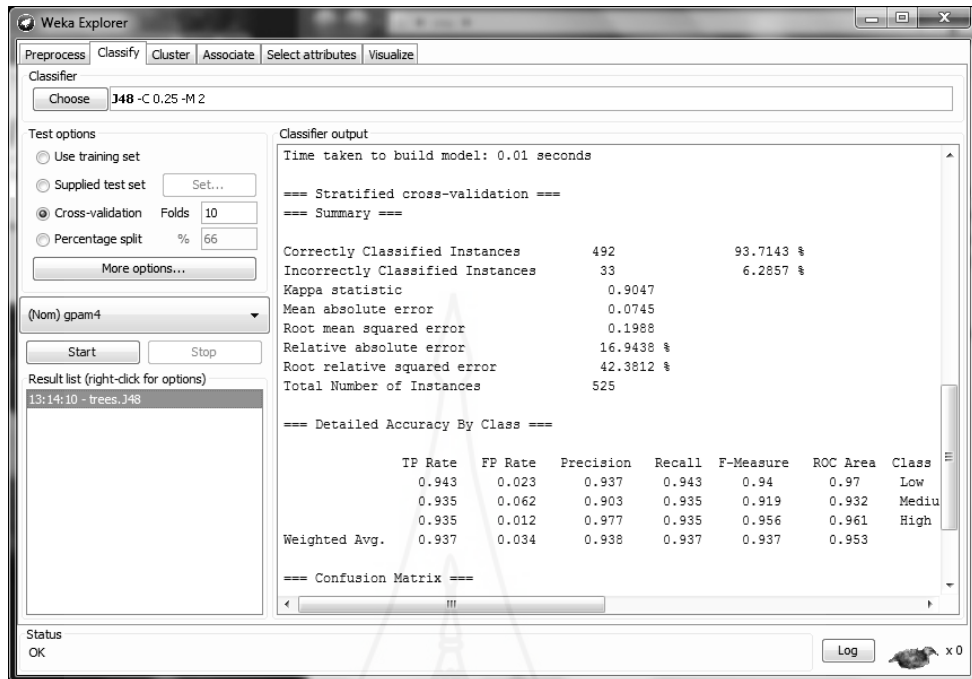 Weka Explorer
Preprocess Classify Cluster Associate Select attributes Visualize
Classifier
Choose J48 -C 0.25 -M 2
Test options
Use training set
Supplied test set Set...
Cross-validation Folds 10
Percentage split % 66
More options...
(Nom) gpam4
Start Stop
Result list (right-click for options)
13:14:10 - trees.J48
Classifier output
Time taken to build model: 0.01 seconds
=== Stratified cross-validation ===
=== Summary ===
Correctly Classified Instances 492 93.7143 %
Incorrectly Classified Instances 33 6.2857 %
Kappa statistic 0.9047
Mean absolute error 0.0745
Root mean squared error 0.1988
Relative absolute error 16.9438 %
Root relative squared error 42.3812 %
Total Number of Instances 525
=== Detailed Accuracy By Class ===
TP Rate FP Rate Precision Recall F-Measure ROC Area Class
0.943 0.023 0.937 0.943 0.94 0.97 Low
0.935 0.062 0.903 0.935 0.919 0.932 Mediu
0.935 0.012 0.977 0.935 0.956 0.961 High
Weighted Avg. 0.937 0.034 0.938 0.937 0.937 0.953
=== Confusion Matrix ===
Status
OK
Log x 0